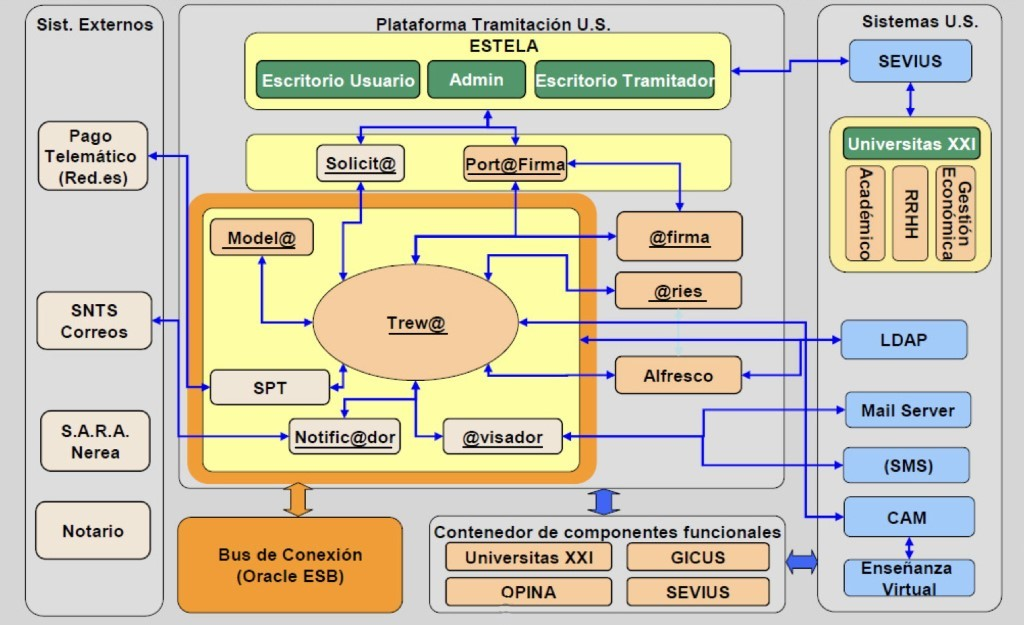 Sist. Externos
Pago
Telemático
(Red.es)
SNTS
Correos
S.A.R.A.
Nerea
Notario
Plataforma Tramitación U.S.
ESTELA
Escritorio Usuario
Admin
Escritorio Tramitador
Solicit@
Port@Firma
Model@
Trew@
SPT
Notific@dor
@visador
@firma
@ries
Alfresco
Bus de Conexión
(Oracle ESB)
Contenedor de componentes funcionales
Universitas XXI
GICUS
OPINA
SEVIUS
Sistemas U.S.
SEVIUS
Universitas XXI
Académico
RRHH
Gestión
Económica
LDAP
Mail Server
(SMS)
CAM
Enseñanza
Virtual